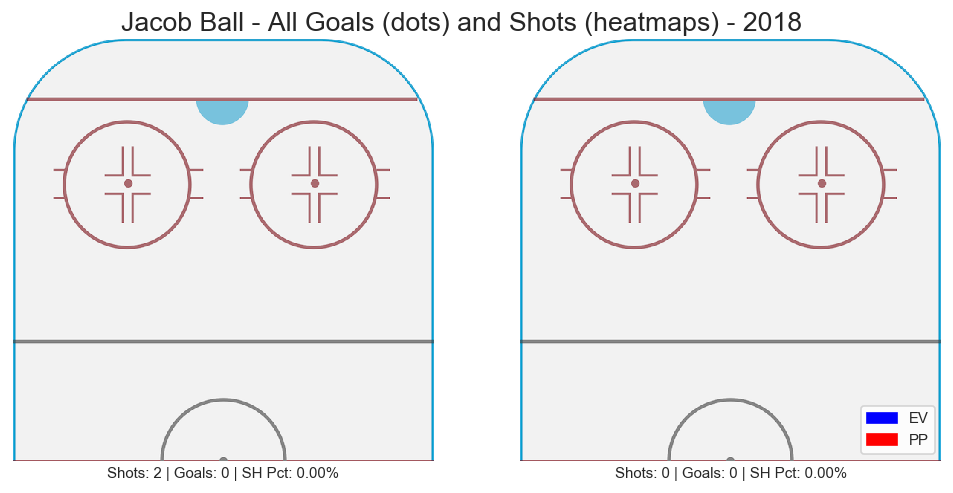 Jacob Ball - All Goals (dots) and Shots (heatmaps) - 2018
EV
PP
Shots: 2 | Goals: 0 | SH Pct: 0.00%
Shots: 0 | Goals: 0 | SH Pct: 0.00%